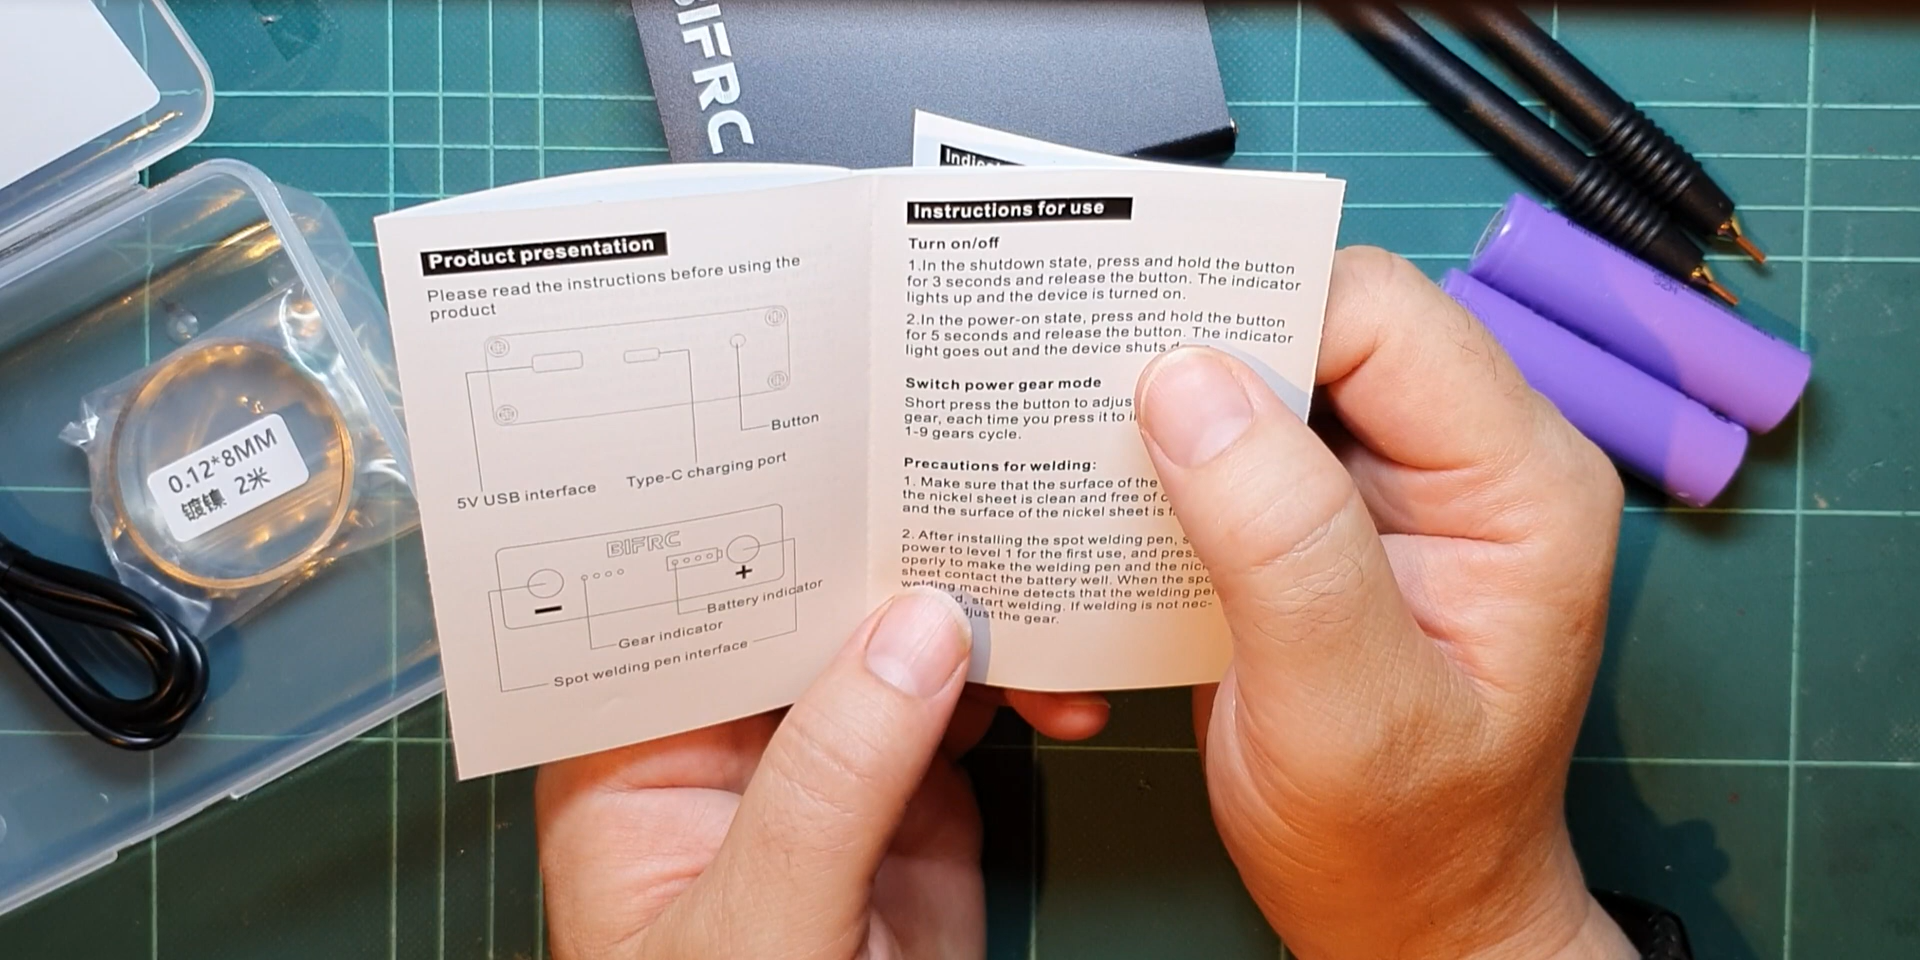 BIFRC
Indica
Product presentation
Please read the instructions before using the
product
Button
Type-C charging port
5V USB interface
BIFRC
Battery indicator
Gear indicator
Spot welding pen interface
Instructions for use
Turn on/off
1.In the shutdown state, press and hold the button
for 3 seconds and release the button. The indicator
lights up and the device is turned on.
2.In the power-on state, press and hold the button
for 5 seconds and release the button. The indicator
light goes out and the device shuts
Switch power gear mode
Short press the button to adjus
gear, each time you press it to
1-9 gears cycle.
Precautions for welding:
1. Make sure that the surface of the
the nickel sheet is clean and free of
and the surface of the nickel sheet is
2. After installing the spot welding pen,
power to level 1 for the first use, and press
operly to make the welding pen and the nic
sheet contact the battery well. When the spo
welding machine detects that the welding pe
start welding. If welding is not nec-
djust the gear.
0.12*8MM
镀镍 2米